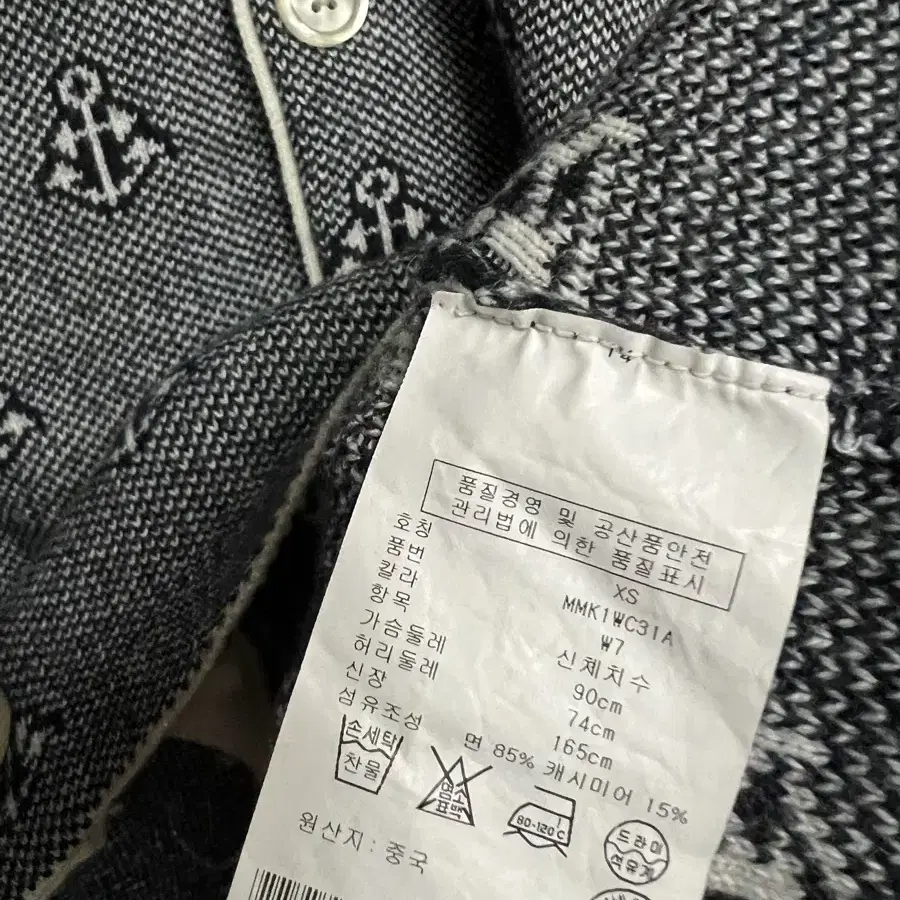 품질경영 및 공산품안전
관리법에 의한 품질표시
호칭 XS
품번 MMK1WC31A
칼라 W7
항목 신체치수
가슴둘레 90cm
허리둘레 74cm
신장 165cm
섬유조성 면 85% 캐시미어 15%
손세탁
찬물
염소
표백
80-120℃
드라이
석유계
원산지: 중국